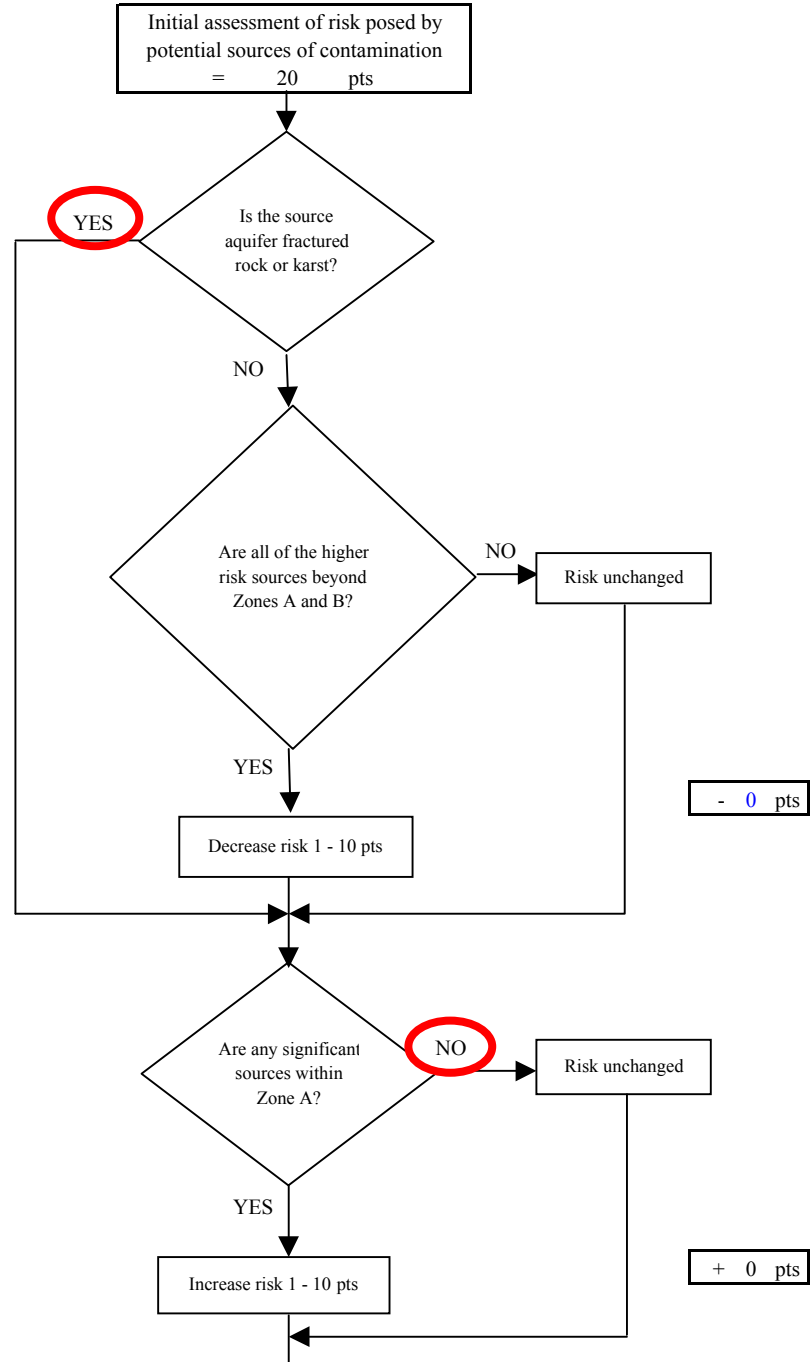 Initial assessment of risk posed by
potential sources of contamination
= 20 pts
YES
Is the source
aquifer fractured
rock or karst?
NO
Are all of the higher
risk sources beyond
Zones A and B?
NO
Risk unchanged
YES
- 0 pts
Decrease risk 1 - 10 pts
Are any significant
sources within
Zone A?
NO
Risk unchanged
YES
+ 0 pts
Increase risk 1 - 10 pts